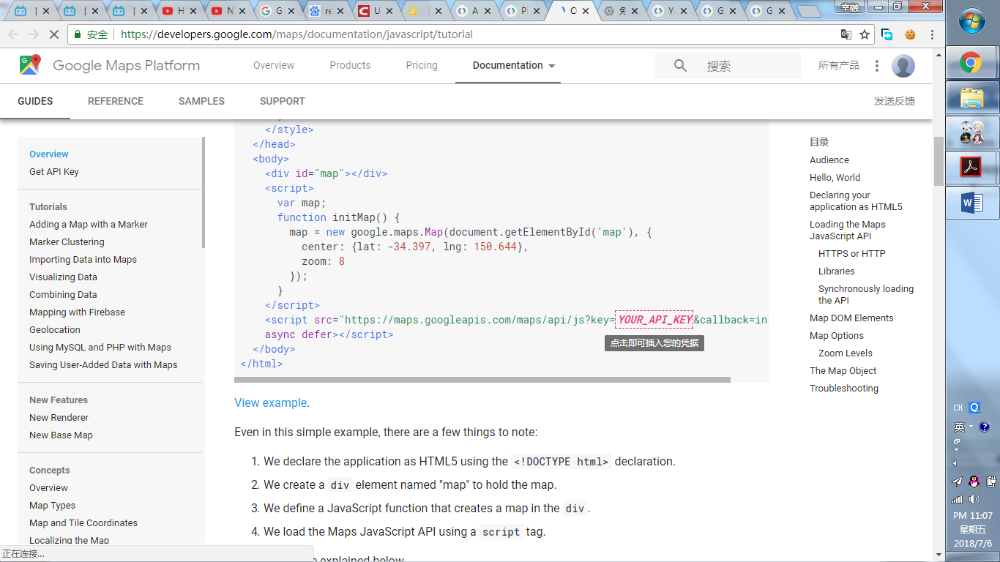 [
[
[
H
N
G
re
U
[
A
Pl
O
Y
G
G
幸融
安全 https://developers.google.com/maps/documentation/javascript/tutorial
Google Maps Platform
Overview
Products
Pricing
Documentation
搜索
所有产品
GUIDES
REFERENCE
SAMPLES
SUPPORT
发送反馈
Overview
Get API Key
Tutorials
Adding a Map with a Marker
Marker Clustering
Importing Data into Maps
Visualizing Data
Combining Data
Mapping with Firebase
Geolocation
Using MySQL and PHP with Maps
Saving User-Added Data with Maps
New Features
New Renderer
New Base Map
Concepts
Overview
Map Types
Map and Tile Coordinates
Localizing the Map
正在连接...
</style>
</head>
<body>
<div id="map"></div>
<script>
var map;
function initMap() {
map = new google.maps.Map(document.getElementById('map'), {
center: {lat: -34.397, lng: 150.644},
zoom: 8
});
}
</script>
<script src="https://maps.googleapis.com/maps/api/js?key=YOUR_API_KEY&callback=in
async defer></script>
点击即可插入您的凭据
</body>
</html>
View example.
Even in this simple example, there are a few things to note:
1. We declare the application as HTML5 using the <!DOCTYPE html> declaration.
2. We create a div element named "map" to hold the map.
3. We define a JavaScript function that creates a map in the div.
4. We load the Maps JavaScript API using a script tag.
explained below.
目录
Audience
Hello, World
Declaring your
application as HTML5
Loading the Maps
JavaScript API
HTTPS or HTTP
Libraries
Synchronously loading
the API
Map DOM Elements
Map Options
Zoom Levels
The Map Object
Troubleshooting
CH
英
PM 11:07
星期五
2018/7/6